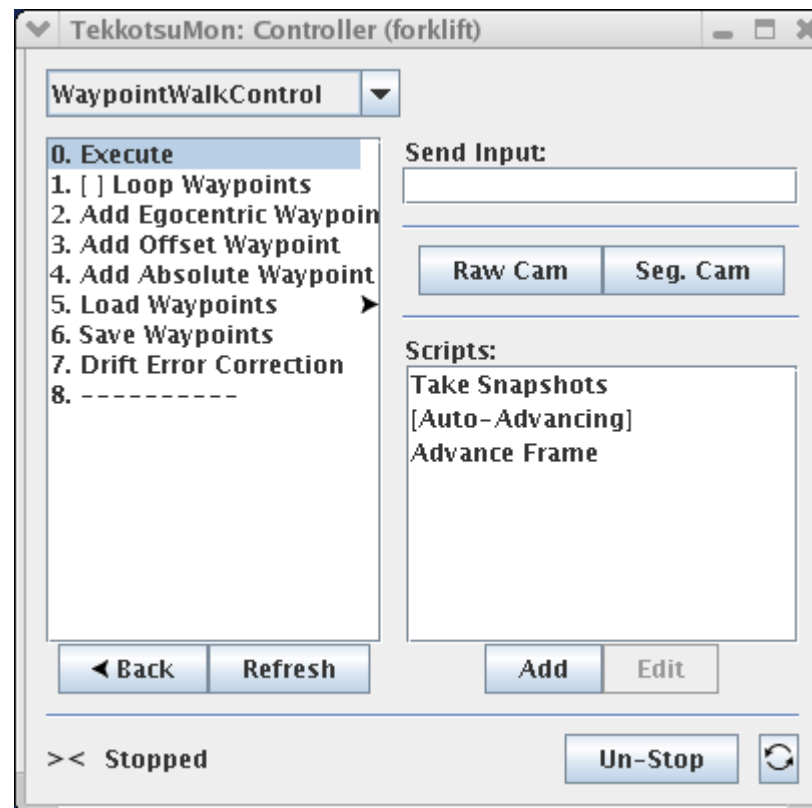 TekkotsuMon: Controller (forklift)
WaypointWalkControl
0. Execute
1. [ ] Loop Waypoints
2. Add Egocentric Waypoin
3. Add Offset Waypoint
4. Add Absolute Waypoint
5. Load Waypoints
6. Save Waypoints
7. Drift Error Correction
8. ----------
Back Refresh
Send Input:
Raw Cam Seg. Cam
Scripts:
Take Snapshots
[Auto-Advancing]
Advance Frame
Add Edit
>< Stopped
Un-Stop